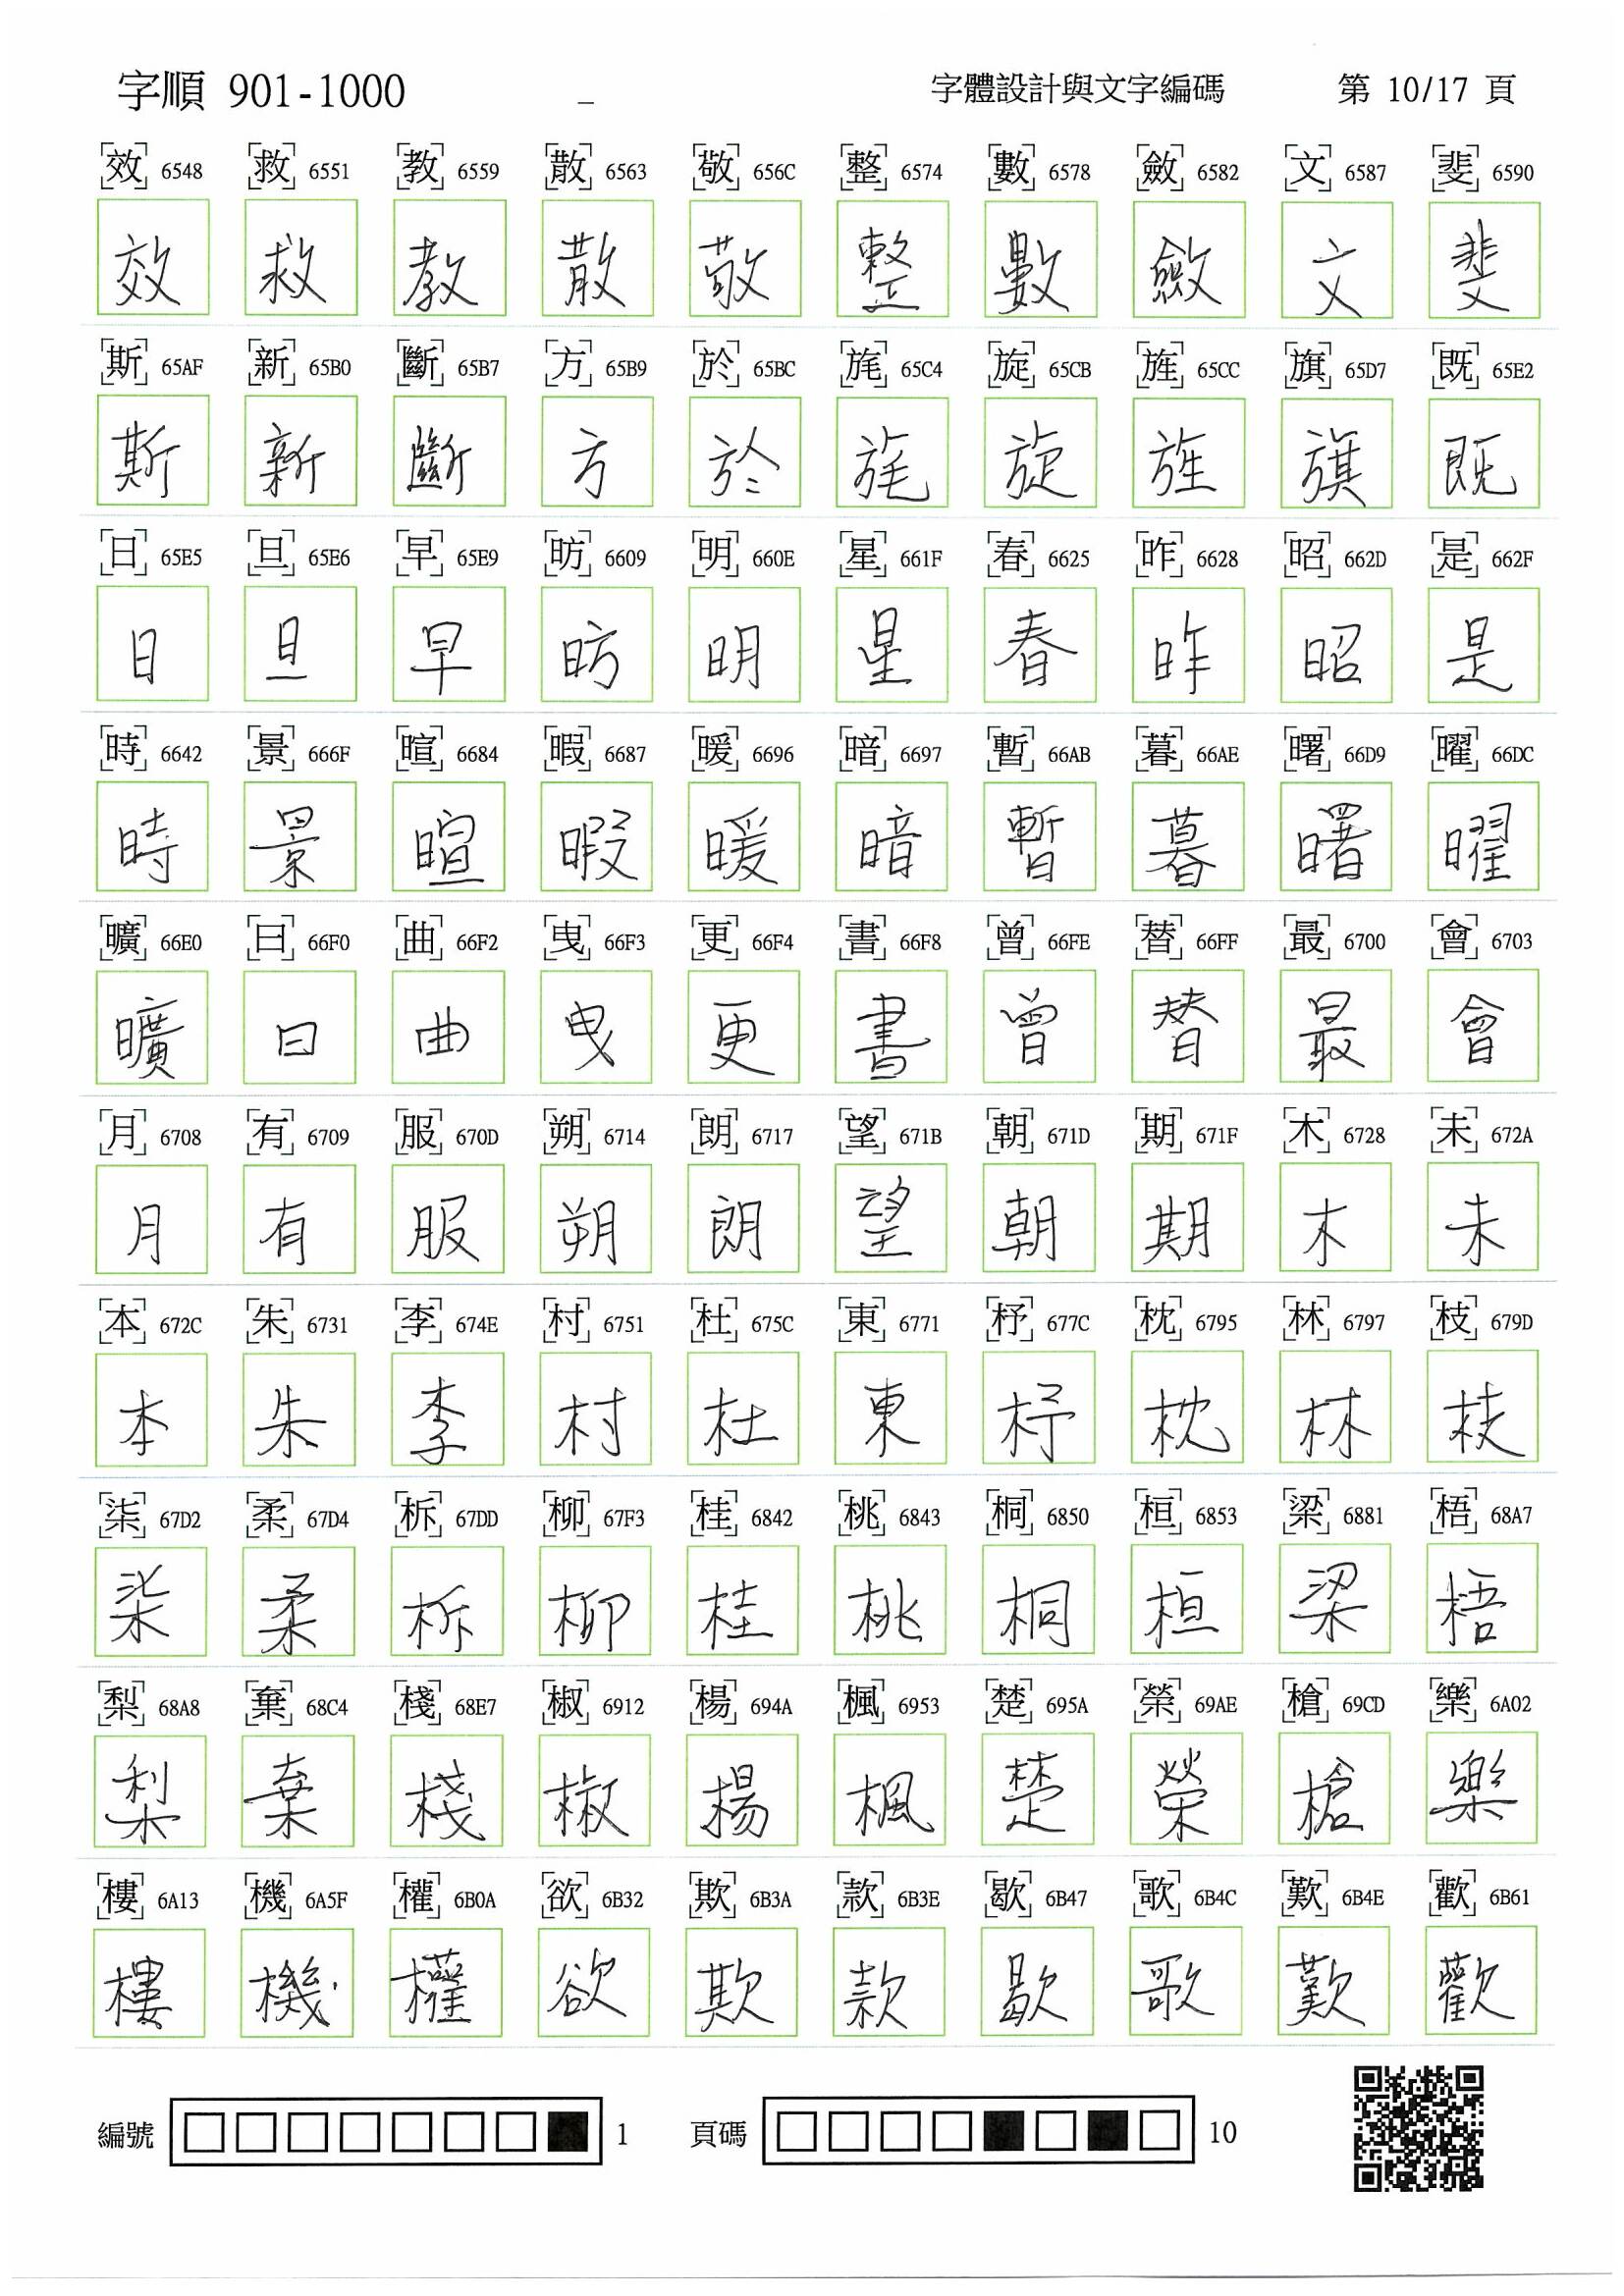 字順 901-1000 _ 字體設計與文字編碼 第 10/17 頁
效 6548 救 6551 教 6559 散 6563 敬 656C 整 6574 數 6578 斂 6582 文 6587 斐 6590
效 救 教 散 敬 整 數 斂 文 斐
斯 65AF 新 65B0 斷 65B7 方 65B9 於 65BC 旄 65C4 旋 65CB 旌 65CC 旗 65D7 既 65E2
斯 新 斷 方 於 旄 旋 旌 旗 既
日 65E5 旦 65E6 早 65E9 昉 6609 明 660E 星 661F 春 6625 昨 6628 昭 662D 是 662F
日 旦 早 昉 明 星 春 昨 昭 是
時 6642 景 666F 暄 6684 暇 6687 暖 6696 暗 6697 暫 66AB 暮 66AE 曙 66D9 曜 66DC
時 景 暄 暇 暖 暗 暫 暮 曙 曜
曠 66E0 曰 66F0 曲 66F2 曳 66F3 更 66F4 書 66F8 曾 66FE 替 66FF 最 6700 會 6703
曠 曰 曲 曳 更 書 曾 替 最 會
月 6708 有 6709 服 670D 朔 6714 朗 6717 望 671B 朝 671D 期 671F 木 6728 未 672A
月 有 服 朔 朗 望 朝 期 木 未
本 672C 朱 6731 李 674E 村 6751 杜 675C 東 6771 杼 677C 枕 6795 林 6797 枝 679D
本 朱 李 村 杜 東 杼 枕 林 枝
柒 67D2 柔 67D4 柝 67DD 柳 67F3 桂 6842 桃 6843 桐 6850 桓 6853 梁 6881 梧 68A7
柒 柔 柝 柳 桂 桃 桐 桓 梁 梧
梨 68A8 棄 68C4 棧 68E7 椒 6912 楊 694A 楓 6953 楚 695A 榮 69AE 槍 69CD 樂 6A02
梨 棄 棧 椒 楊 楓 楚 榮 槍 樂
樓 6A13 機 6A5F 權 6B0A 欲 6B32 欺 6B3A 款 6B3E 歇 6B47 歌 6B4C 歎 6B4E 歡 6B61
樓 機 權 欲 欺 款 歇 歌 歎 歡
編號 1 頁碼 10